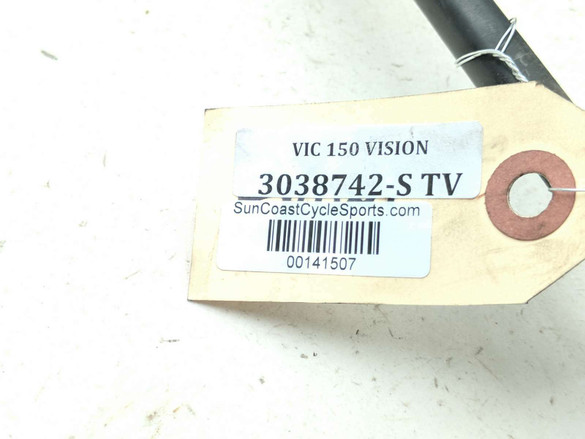 VIC 150 VISION
3038742-S TV
SunCoastCycleSports.com
00141507